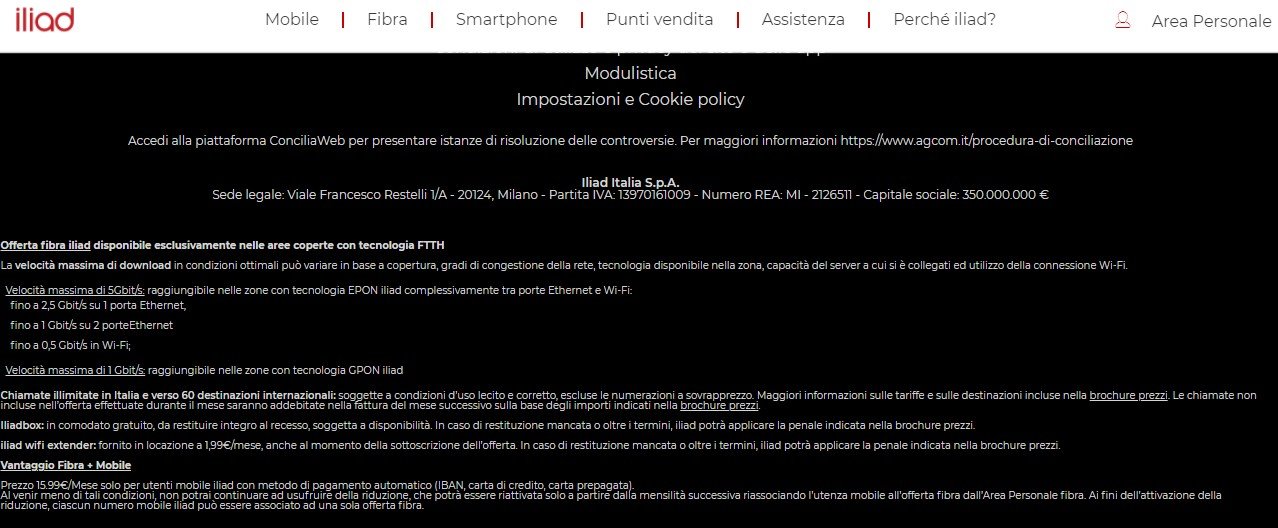 iliad
Mobile | Fibra | Smartphone | Punti vendita | Assistenza | Perché iliad?
Area Personale
Modulistica
Impostazioni e Cookie policy
Accedi alla piattaforma ConciliaWeb per presentare istanze di risoluzione delle controversie. Per maggiori informazioni https://www.agcom.it/procedura-di-conciliazione
Iliad Italia S.p.A.
Sede legale: Viale Francesco Restelli 1/A - 20124, Milano - Partita IVA: 13970161009 - Numero REA: MI - 2126511 - Capitale sociale: 350.000.000 €
Offerta fibra iliad disponibile esclusivamente nelle aree coperte con tecnologia FTTH
La velocità massima di download in condizioni ottimali può variare in base a copertura, gradi di congestione della rete, tecnologia disponibile nella zona, capacità del server a cui si è collegati ed utilizzo della connessione Wi-Fi.
Velocità massima di 5Gbit/s: raggiungibile nelle zone con tecnologia EPON iliad complessivamente tra porte Ethernet e Wi-Fi:
fino a 2,5 Gbit/s su 1 porta Ethernet,
fino a 1 Gbit/s su 2 porteEthernet
fino a 0,5 Gbit/s in Wi-Fi;
Velocità massima di 1 Gbit/s: raggiungibile nelle zone con tecnologia GPON iliad
Chiamate illimitate in Italia e verso 60 destinazioni internazionali: soggette a condizioni d'uso lecito e corretto, escluse le numerazioni a sovrapprezzo. Maggiori informazioni sulle tariffe e sulle destinazioni incluse nella brochure prezzi. Le chiamate non
incluse nell'offerta effettuate durante il mese saranno addebitate nella fattura del mese successivo sulla base degli importi indicati nella brochure prezzi.
Iliadbox: in comodato gratuito, da restituire integro al recesso, soggetta a disponibilità. In caso di restituzione mancata o oltre i termini, iliad potrà applicare la penale indicata nella brochure prezzi.
iliad wifi extender: fornito in locazione a 1,99€/mese, anche al momento della sottoscrizione dell'offerta. In caso di restituzione mancata o oltre i termini, iliad potrà applicare la penale indicata nella brochure prezzi.
Vantaggio Fibra + Mobile
Prezzo 15.99€/Mese solo per utenti mobile iliad con metodo di pagamento automatico (IBAN, carta di credito, carta prepagata).
Al venir meno di tali condizioni, non potrai continuare ad usufruire della riduzione, che potrà essere riattivata solo a partire dalla mensilità successiva riassociando l'utenza mobile all'offerta fibra dall'Area Personale fibra. Ai fini dell'attivazione della
riduzione, ciascun numero mobile iliad può essere associato ad una sola offerta fibra.